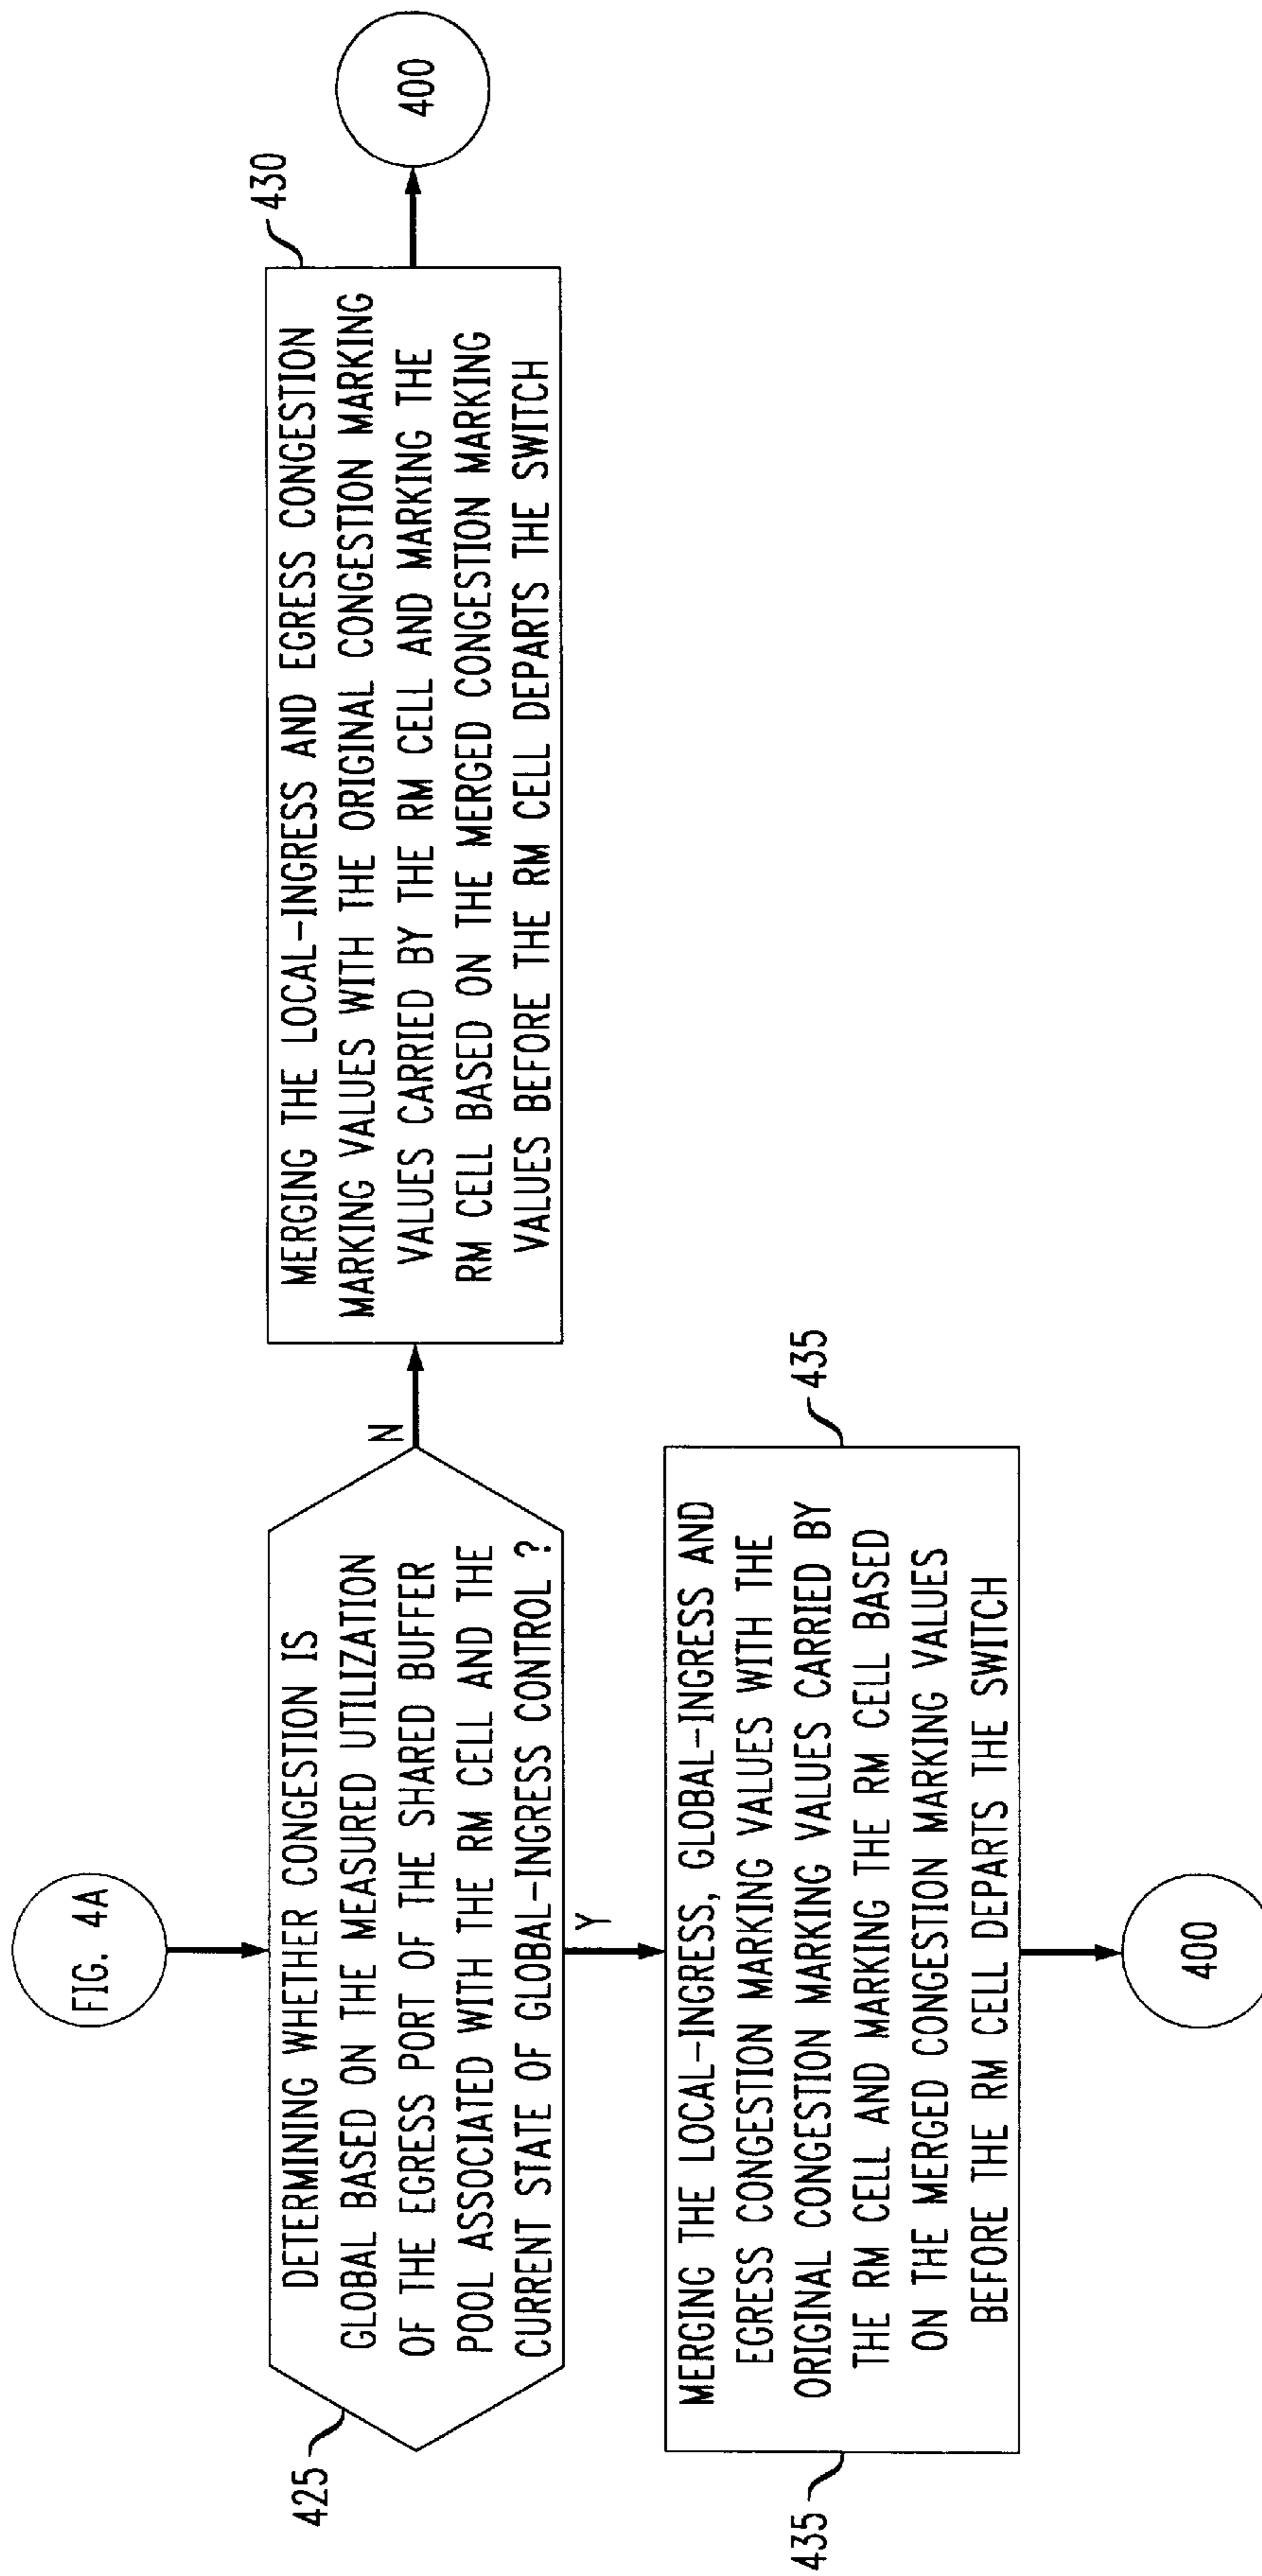 FIG. 4A
425
DETERMINING WHETHER CONGESTION IS
GLOBAL BASED ON THE MEASURED UTILIZATION
OF THE EGRESS PORT OF THE SHARED BUFFER
POOL ASSOCIATED WITH THE RM CELL AND THE
CURRENT STATE OF GLOBAL-INGRESS CONTROL ?
N
430
MERGING THE LOCAL-INGRESS AND EGRESS CONGESTION
MARKING VALUES WITH THE ORIGINAL CONGESTION MARKING
VALUES CARRIED BY THE RM CELL AND MARKING THE
RM CELL BASED ON THE MERGED CONGESTION MARKING
VALUES BEFORE THE RM CELL DEPARTS THE SWITCH
400
Y
435
MERGING THE LOCAL-INGRESS, GLOBAL-INGRESS AND
EGRESS CONGESTION MARKING VALUES WITH THE
ORIGINAL CONGESTION MARKING VALUES CARRIED BY
THE RM CELL AND MARKING THE RM CELL BASED
ON THE MERGED CONGESTION MARKING VALUES
BEFORE THE RM CELL DEPARTS THE SWITCH
435
400